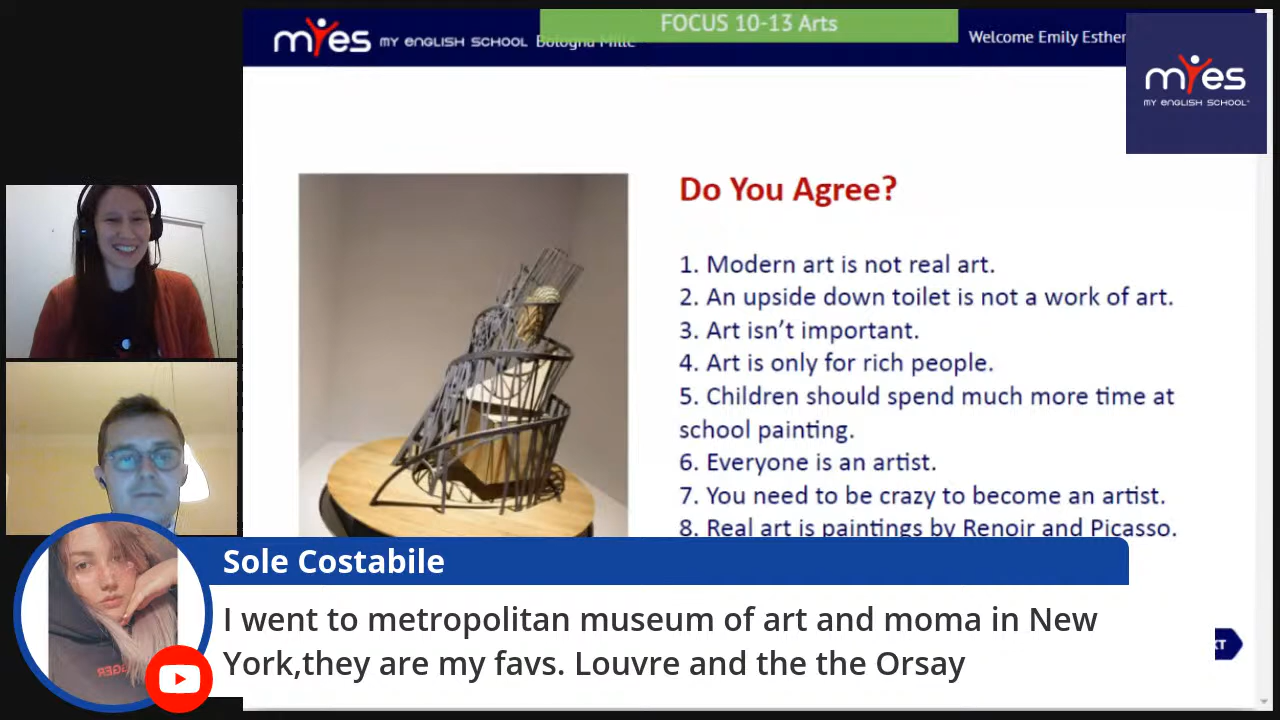 myes MY ENGLISH SCHOOL Bologna Mille
FOCUS 10-13 Arts
Welcome Emily Esther
myes
MY ENGLISH SCHOOL
Do You Agree?
1. Modern art is not real art.
2. An upside down toilet is not a work of art.
3. Art isn’t important.
4. Art is only for rich people.
5. Children should spend much more time at
school painting.
6. Everyone is an artist.
7. You need to be crazy to become an artist.
8. Real art is paintings by Renoir and Picasso.
Sole Costabile
I went to metropolitan museum of art and moma in New
York,they are my favs. Louvre and the the Orsay